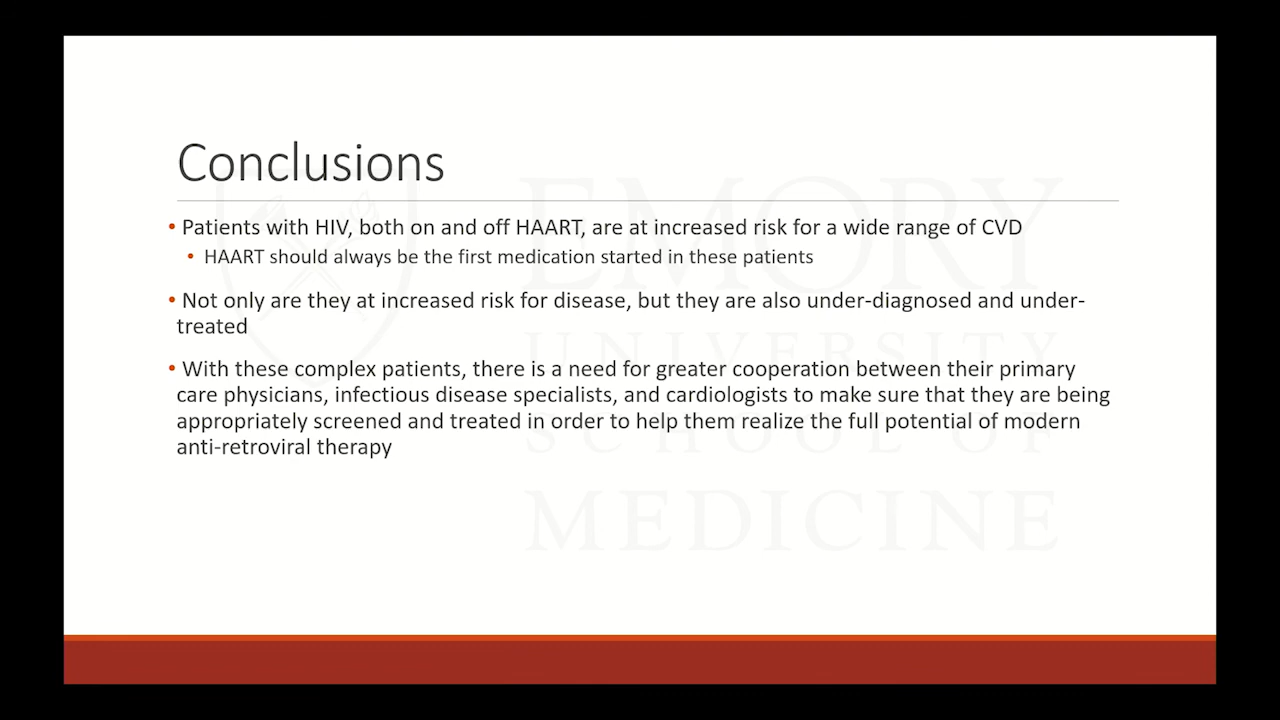 Conclusions
• Patients with HIV, both on and off HAART, are at increased risk for a wide range of CVD
• HAART should always be the first medication started in these patients
• Not only are they at increased risk for disease, but they are also under-diagnosed and under-
treated
• With these complex patients, there is a need for greater cooperation between their primary
care physicians, infectious disease specialists, and cardiologists to make sure that they are being
appropriately screened and treated in order to help them realize the full potential of modern
anti-retroviral therapy
EMORY
UNIVERSITY
SCHOOL OF
MEDICINE